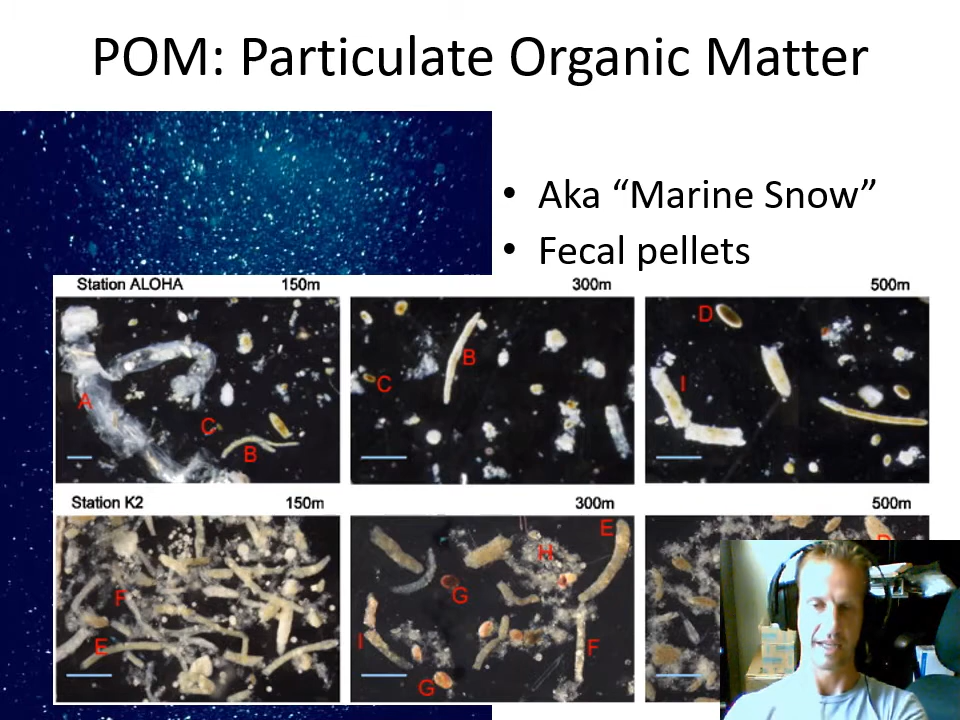 POM: Particulate Organic Matter
• Aka “Marine Snow”
• Fecal pellets
Station ALOHA 150m 300m 500m
A
C
B
B
C
D
I
Station K2 150m 300m 500m
F
E
E
H
G
I
F
G